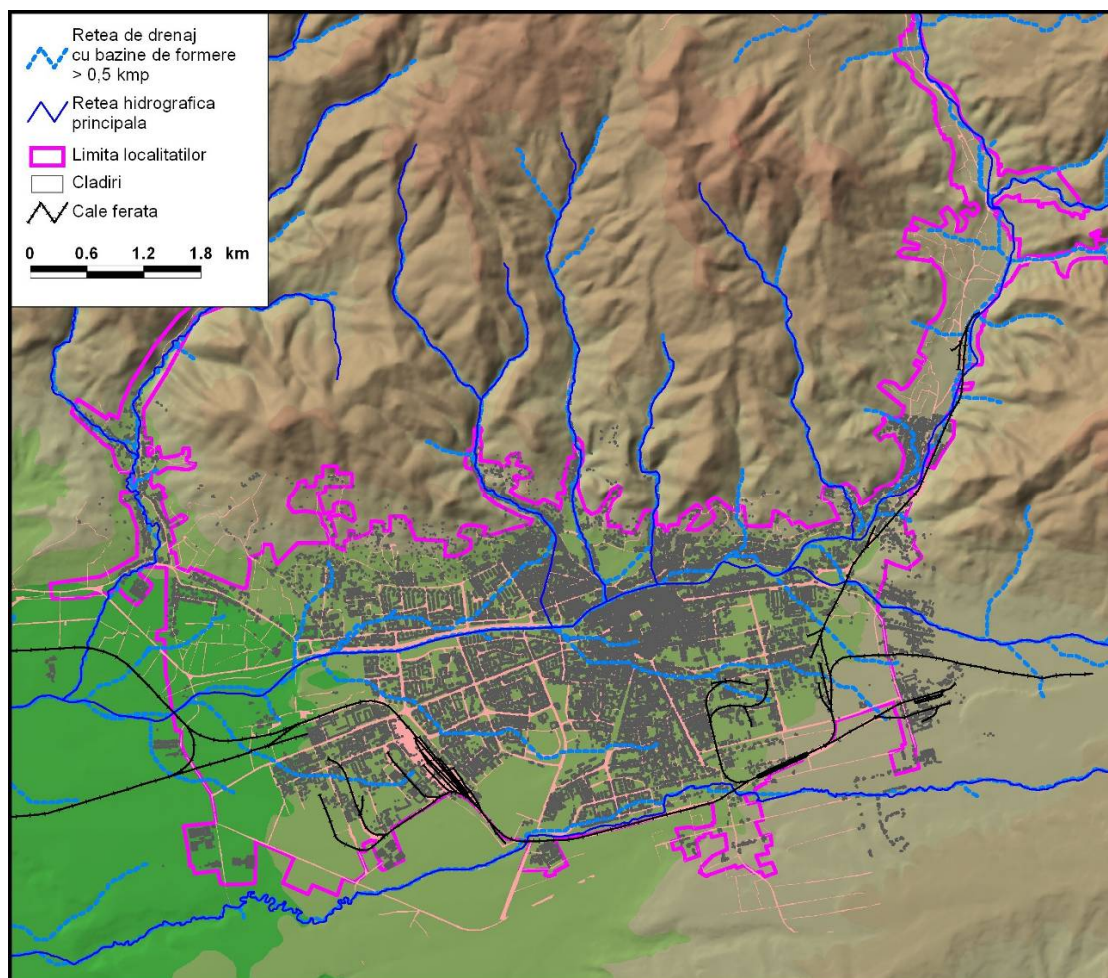 Retea de drenaj
cu bazine de formere
> 0,5 kmp
Retea hidrografica
principala
Limita localitatilor
Cladiri
Cale ferata
0 0.6 1.2 1.8 km